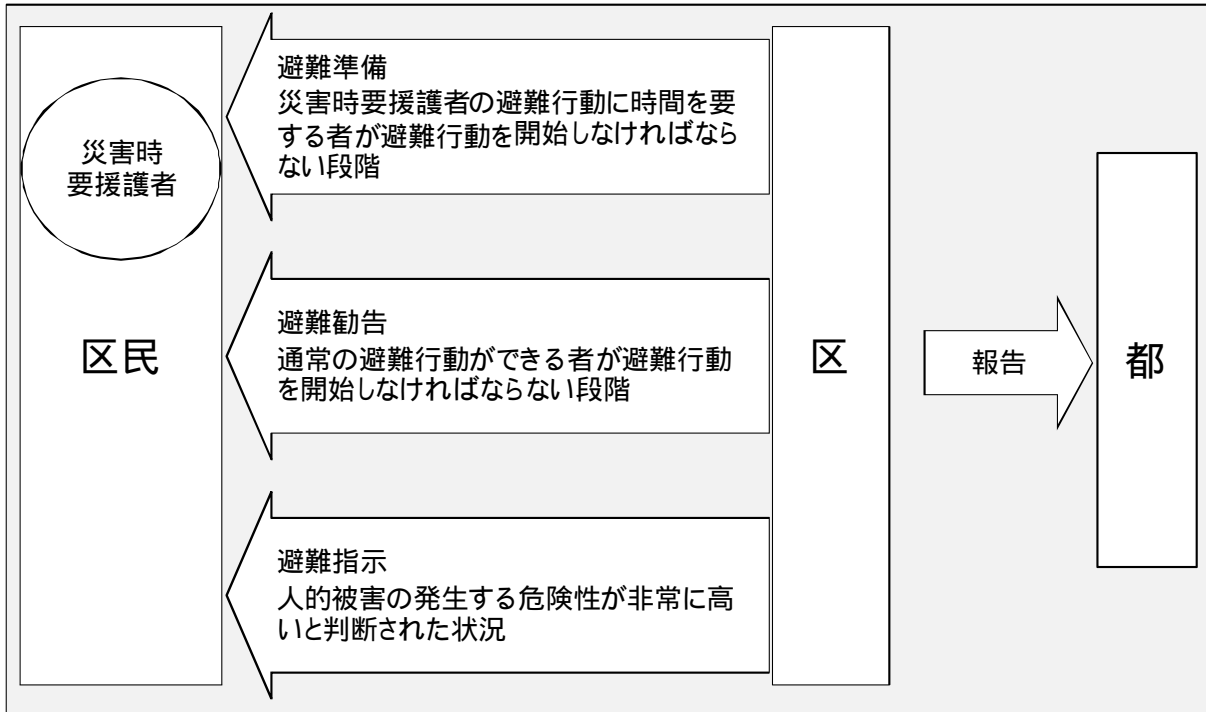 災害時
要援護者
区民
避難準備
災害時要援護者の避難行動に時間を要
する者が避難行動を開始しなければなら
ない段階
避難勧告
通常の避難行動ができる者が避難行動
を開始しなければならない段階
避難指示
人的被害の発生する危険性が非常に高
いと判断された状況
区
報告
都